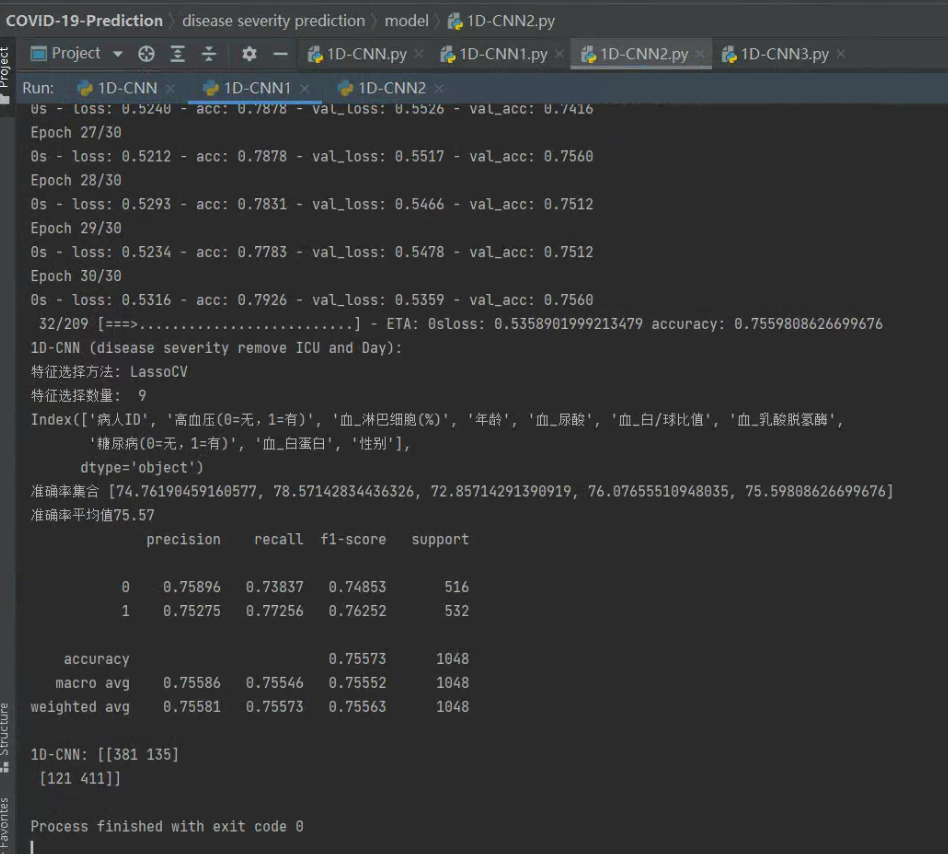 COVID-19-Prediction 〉 disease severity prediction 〉 model 〉 1D-CNN2.py
Project
Project 1D-CNN.py × 1D-CNN1.py × 1D-CNN2.py × 1D-CNN3.py ×
Run: 1D-CNN × 1D-CNN1 × 1D-CNN2 ×
0s - loss: 0.5240 - acc: 0.7878 - val_loss: 0.5526 - val_acc: 0.7416
Epoch 27/30
0s - loss: 0.5212 - acc: 0.7878 - val_loss: 0.5517 - val_acc: 0.7560
Epoch 28/30
0s - loss: 0.5293 - acc: 0.7831 - val_loss: 0.5466 - val_acc: 0.7512
Epoch 29/30
0s - loss: 0.5234 - acc: 0.7783 - val_loss: 0.5478 - val_acc: 0.7512
Epoch 30/30
0s - loss: 0.5316 - acc: 0.7926 - val_loss: 0.5359 - val_acc: 0.7560
32/209 [===>..........................] - ETA: 0sloss: 0.5358901999213479 accuracy: 0.7559808626699676
1D-CNN (disease severity remove ICU and Day):
特征选择方法: LassoCV
特征选择数量: 9
Index(['病人ID', '高血压(0=无，1=有)', '血_淋巴细胞(%)', '年龄', '血_尿酸', '血_白/球比值', '血_乳酸脱氢酶',
'糖尿病(0=无，1=有)', '血_白蛋白', '性别'],
dtype='object')
准确率集合 [74.76190459160577, 78.57142834436326, 72.85714291390919, 76.07655510948035, 75.59808626699676]
准确率平均值75.57
precision recall f1-score support
0 0.75896 0.73837 0.74853 516
1 0.75275 0.77256 0.76252 532
accuracy 0.75573 1048
macro avg 0.75586 0.75546 0.75552 1048
weighted avg 0.75581 0.75573 0.75563 1048
1D-CNN: [[381 135]
[121 411]]
Process finished with exit code 0
Structure
Favorites